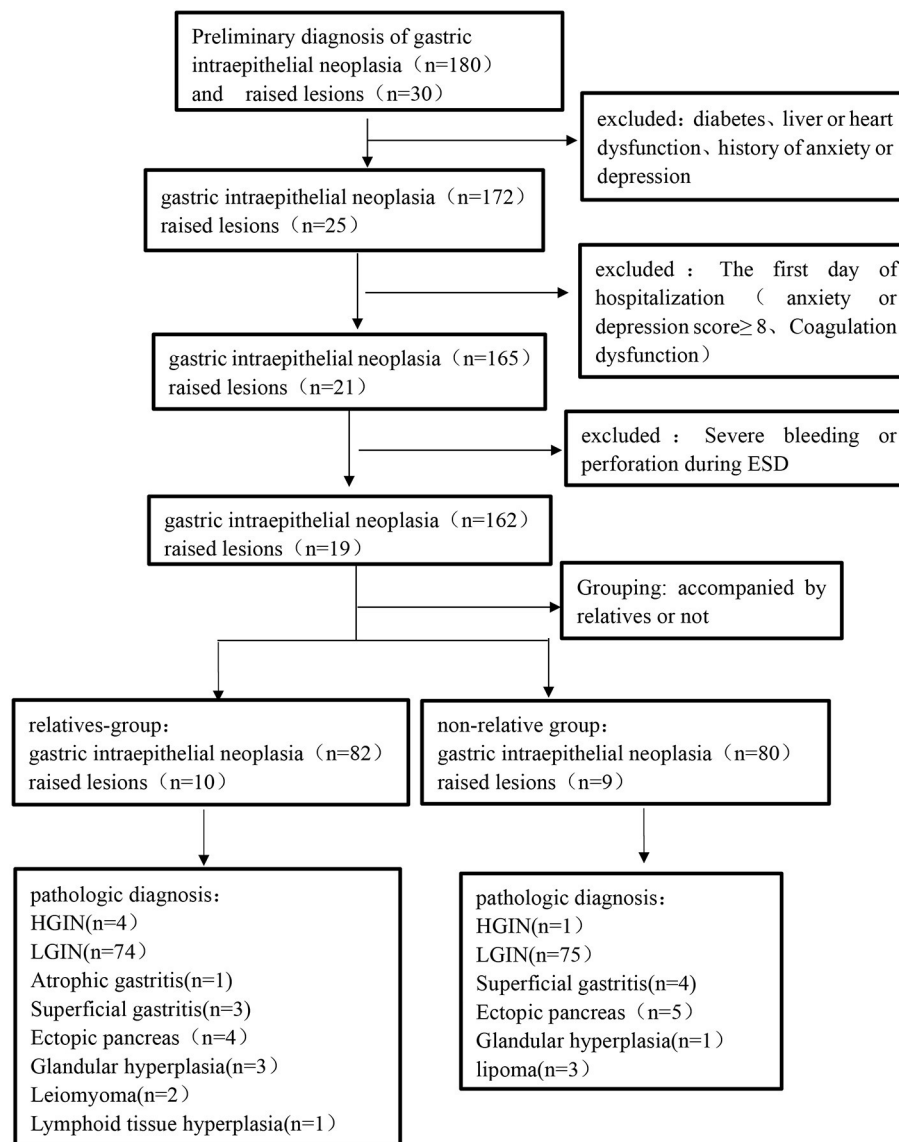 Preliminary diagnosis of gastric
intraepithelial neoplasia（n=180）
and raised lesions（n=30）
excluded：diabetes、liver or heart
dysfunction、history of anxiety or
depression
gastric intraepithelial neoplasia（n=172）
raised lesions（n=25）
excluded：The first day of
hospitalization（anxiety or
depression score≥8、Coagulation
dysfunction）
gastric intraepithelial neoplasia（n=165）
raised lesions（n=21）
excluded：Severe bleeding or
perforation during ESD
gastric intraepithelial neoplasia（n=162）
raised lesions（n=19）
Grouping: accompanied by
relatives or not
relatives-group：
gastric intraepithelial neoplasia（n=82）
raised lesions（n=10）
non-relative group：
gastric intraepithelial neoplasia（n=80）
raised lesions（n=9）
pathologic diagnosis：
HGIN(n=4)
LGIN(n=74)
Atrophic gastritis(n=1)
Superficial gastritis(n=3)
Ectopic pancreas（n=4）
Glandular hyperplasia(n=3)
Leiomyoma(n=2)
Lymphoid tissue hyperplasia(n=1）
pathologic diagnosis：
HGIN(n=1)
LGIN(n=75)
Superficial gastritis(n=4)
Ectopic pancreas（n=5）
Glandular hyperplasia(n=1）
lipoma(n=3)